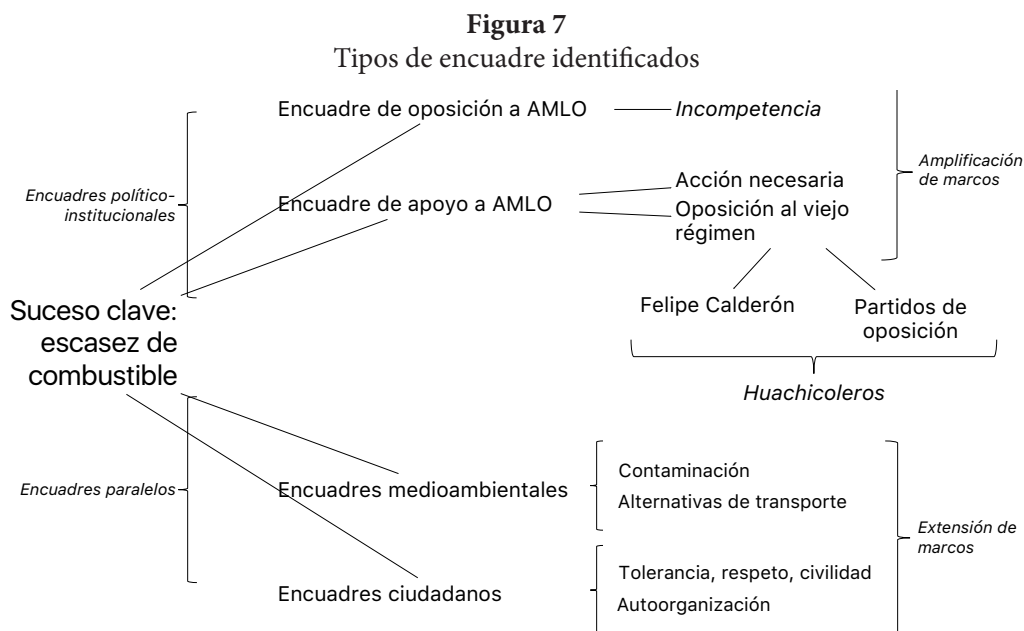 Figura 7
Tipos de encuadre identificados
Encuadre de oposición a AMLO
Incompetencia
Amplificación
de marcos
Encuadres político-
institucionales
Encuadre de apoyo a AMLO
Acción necesaria
Oposición al viejo
régimen
Felipe Calderón
Partidos de
oposición
Huachicoleros
Suceso clave:
escasez de
combustible
Encuadres paralelos
Encuadres medioambientales
Contaminación
Alternativas de transporte
Extensión de
marcos
Encuadres ciudadanos
Tolerancia, respeto, civilidad
Autoorganización